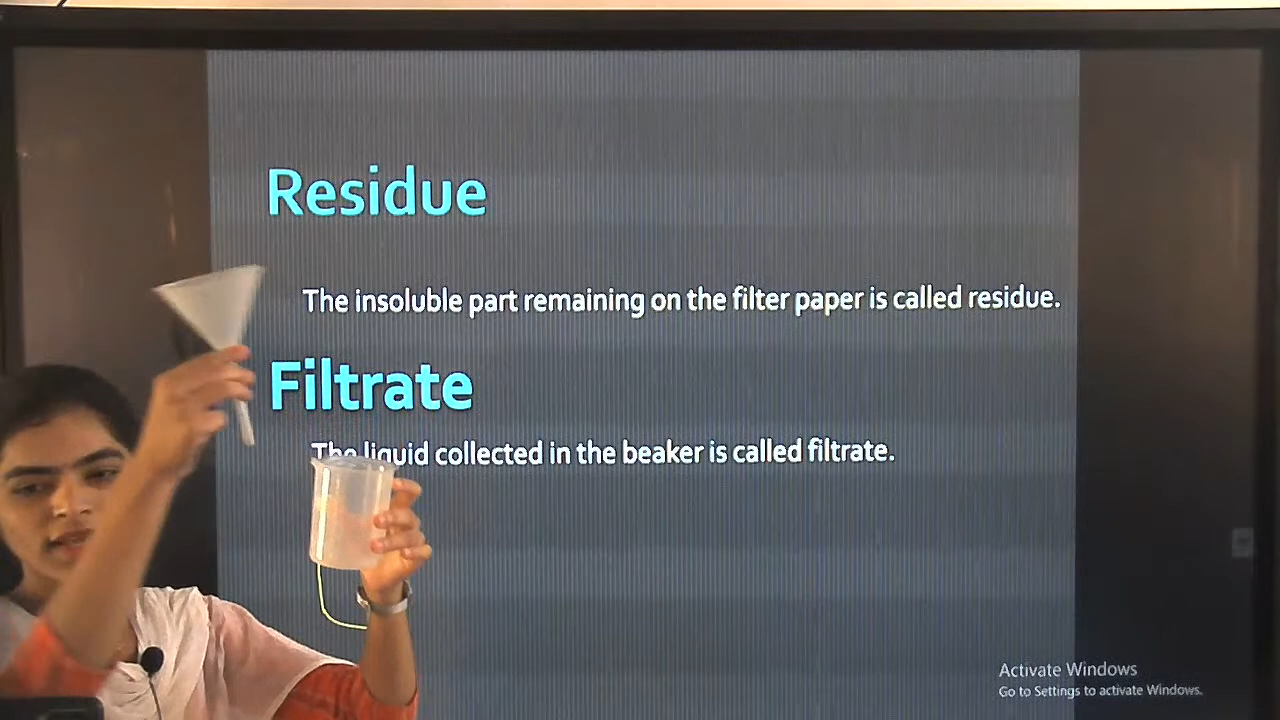 Residue
The insoluble part remaining on the filter paper is called residue.
Filtrate
The liquid collected in the beaker is called filtrate.
Activate Windows
Go to Settings to activate Windows.